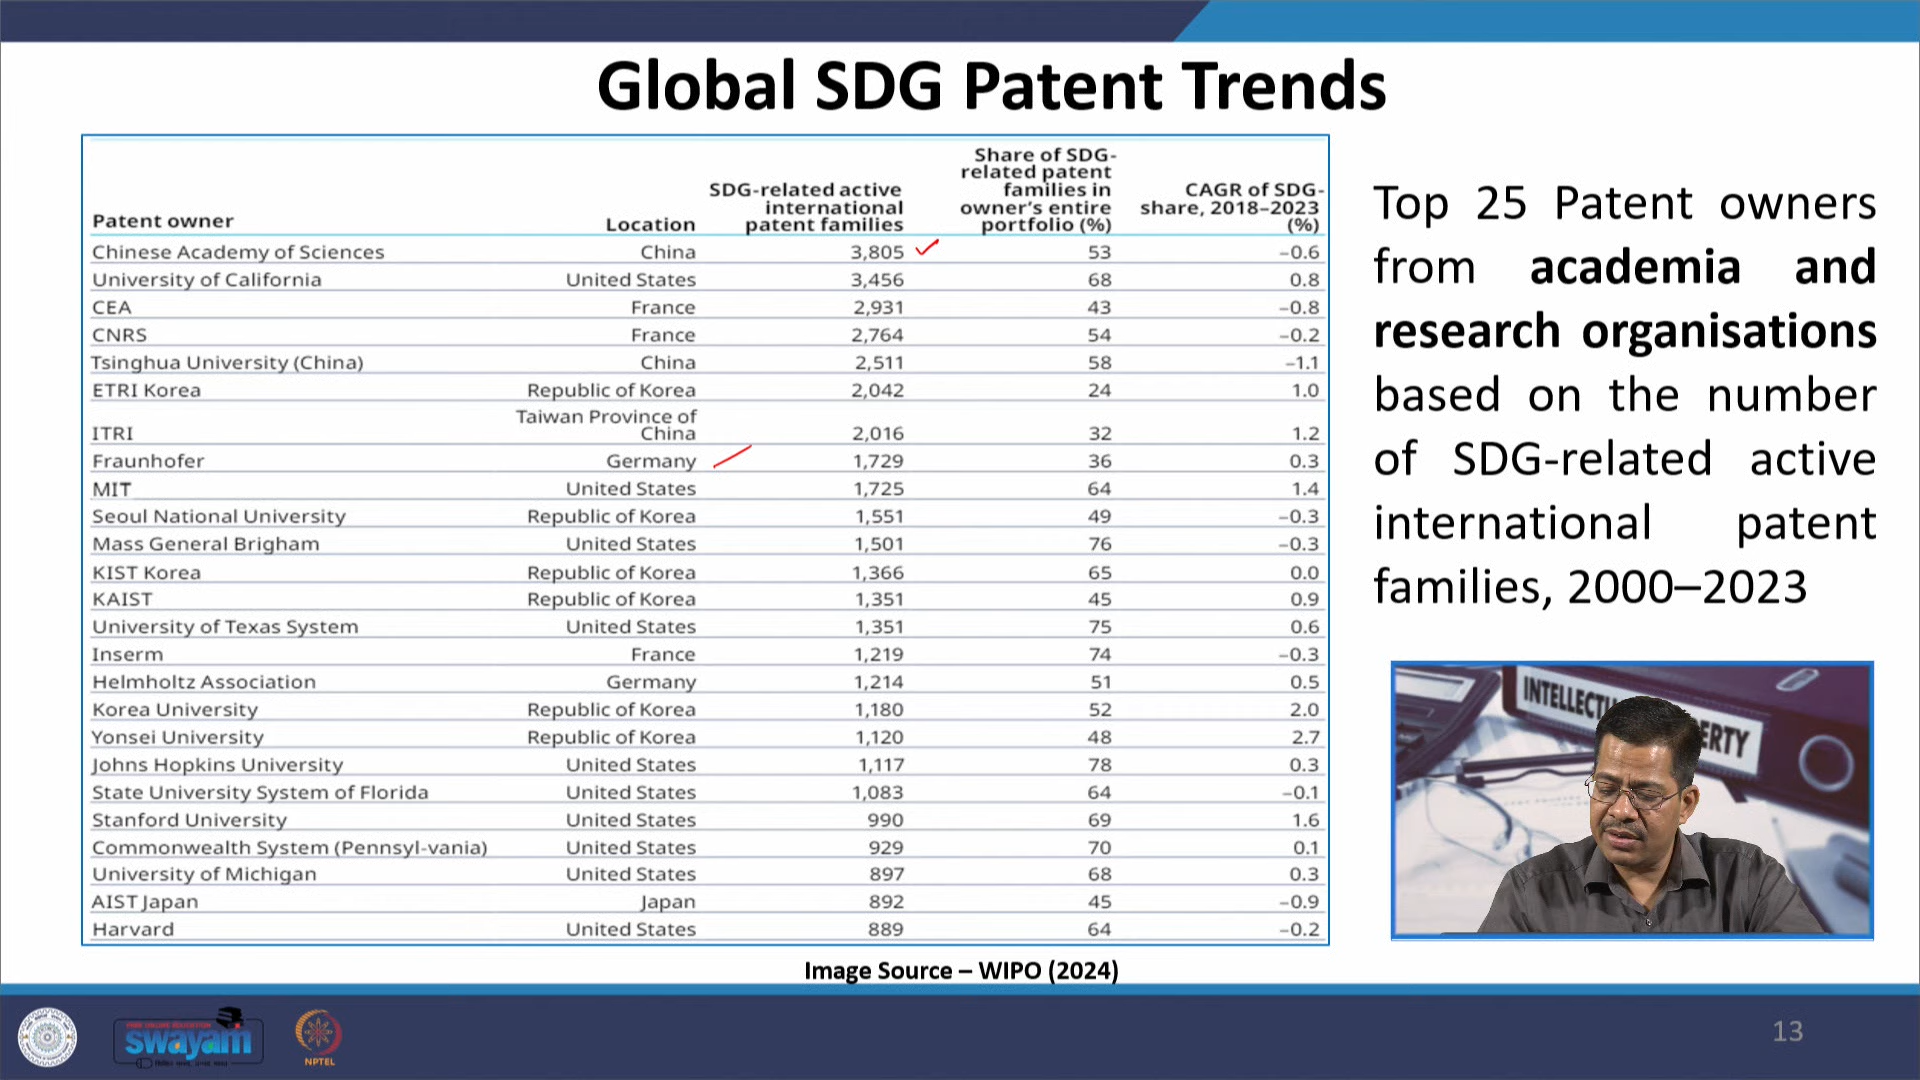 Global SDG Patent Trends
Patent owner Location SDG-related active international patent families Share of SDG-related patent families in owner's entire portfolio (%) CAGR of SDG-share, 2018–2023 (%)
Chinese Academy of Sciences China 3,805 53 –0.6
University of California United States 3,456 68 0.8
CEA France 2,931 43 –0.8
CNRS France 2,764 54 –0.2
Tsinghua University (China) China 2,511 58 –1.1
ETRI Korea Republic of Korea 2,042 24 1.0
ITRI Taiwan Province of China 2,016 32 1.2
Fraunhofer Germany 1,729 36 0.3
MIT United States 1,725 64 1.4
Seoul National University Republic of Korea 1,551 49 –0.3
Mass General Brigham United States 1,501 76 –0.3
KIST Korea Republic of Korea 1,366 65 0.0
KAIST Republic of Korea 1,351 45 0.9
University of Texas System United States 1,351 75 0.6
Inserm France 1,219 74 –0.3
Helmholtz Association Germany 1,214 51 0.5
Korea University Republic of Korea 1,180 52 2.0
Yonsei University Republic of Korea 1,120 48 2.7
Johns Hopkins University United States 1,117 78 0.3
State University System of Florida United States 1,083 64 –0.1
Stanford University United States 990 69 1.6
Commonwealth System (Pennsyl-vania) United States 929 70 0.1
University of Michigan United States 897 68 0.3
AIST Japan Japan 892 45 –0.9
Harvard United States 889 64 –0.2
Image Source – WIPO (2024)
Top 25 Patent owners
from academia and
research organisations
based on the number
of SDG-related active
international patent
families, 2000–2023
INTELLECTU ERTY
swayam
NPTEL
13